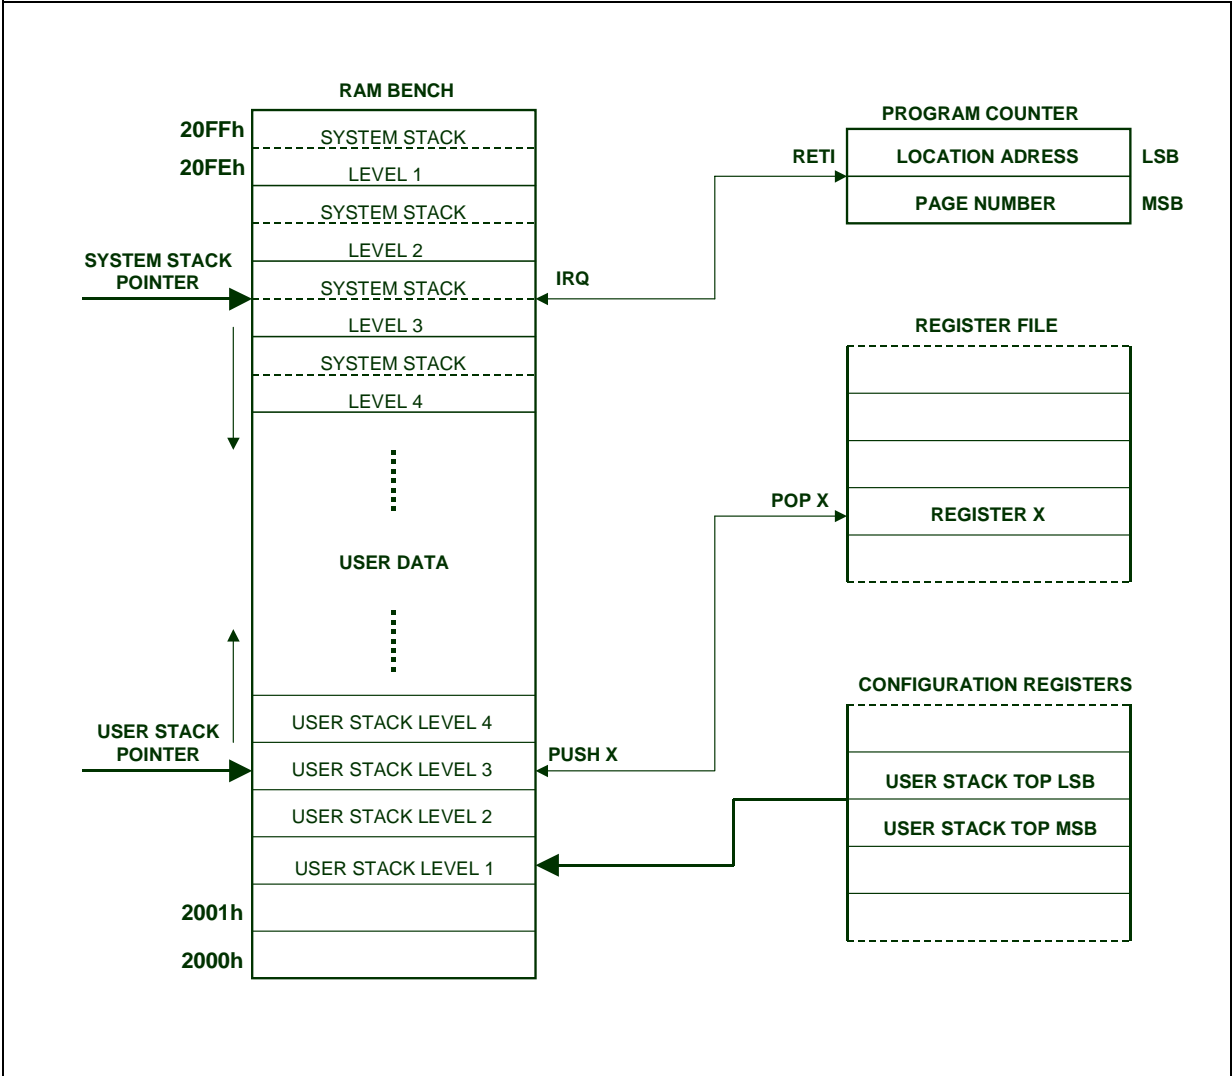 RAM BENCH
20FFh
SYSTEM STACK
20FEh
LEVEL 1
SYSTEM STACK
LEVEL 2
SYSTEM STACK
POINTER
SYSTEM STACK
LEVEL 3
SYSTEM STACK
LEVEL 4
USER DATA
USER STACK LEVEL 4
USER STACK
POINTER
USER STACK LEVEL 3
USER STACK LEVEL 2
USER STACK LEVEL 1
2001h
2000h
IRQ
RETI
PROGRAM COUNTER
LOCATION ADRESS
LSB
PAGE NUMBER
MSB
REGISTER FILE
POP X
REGISTER X
PUSH X
CONFIGURATION REGISTERS
USER STACK TOP LSB
USER STACK TOP MSB